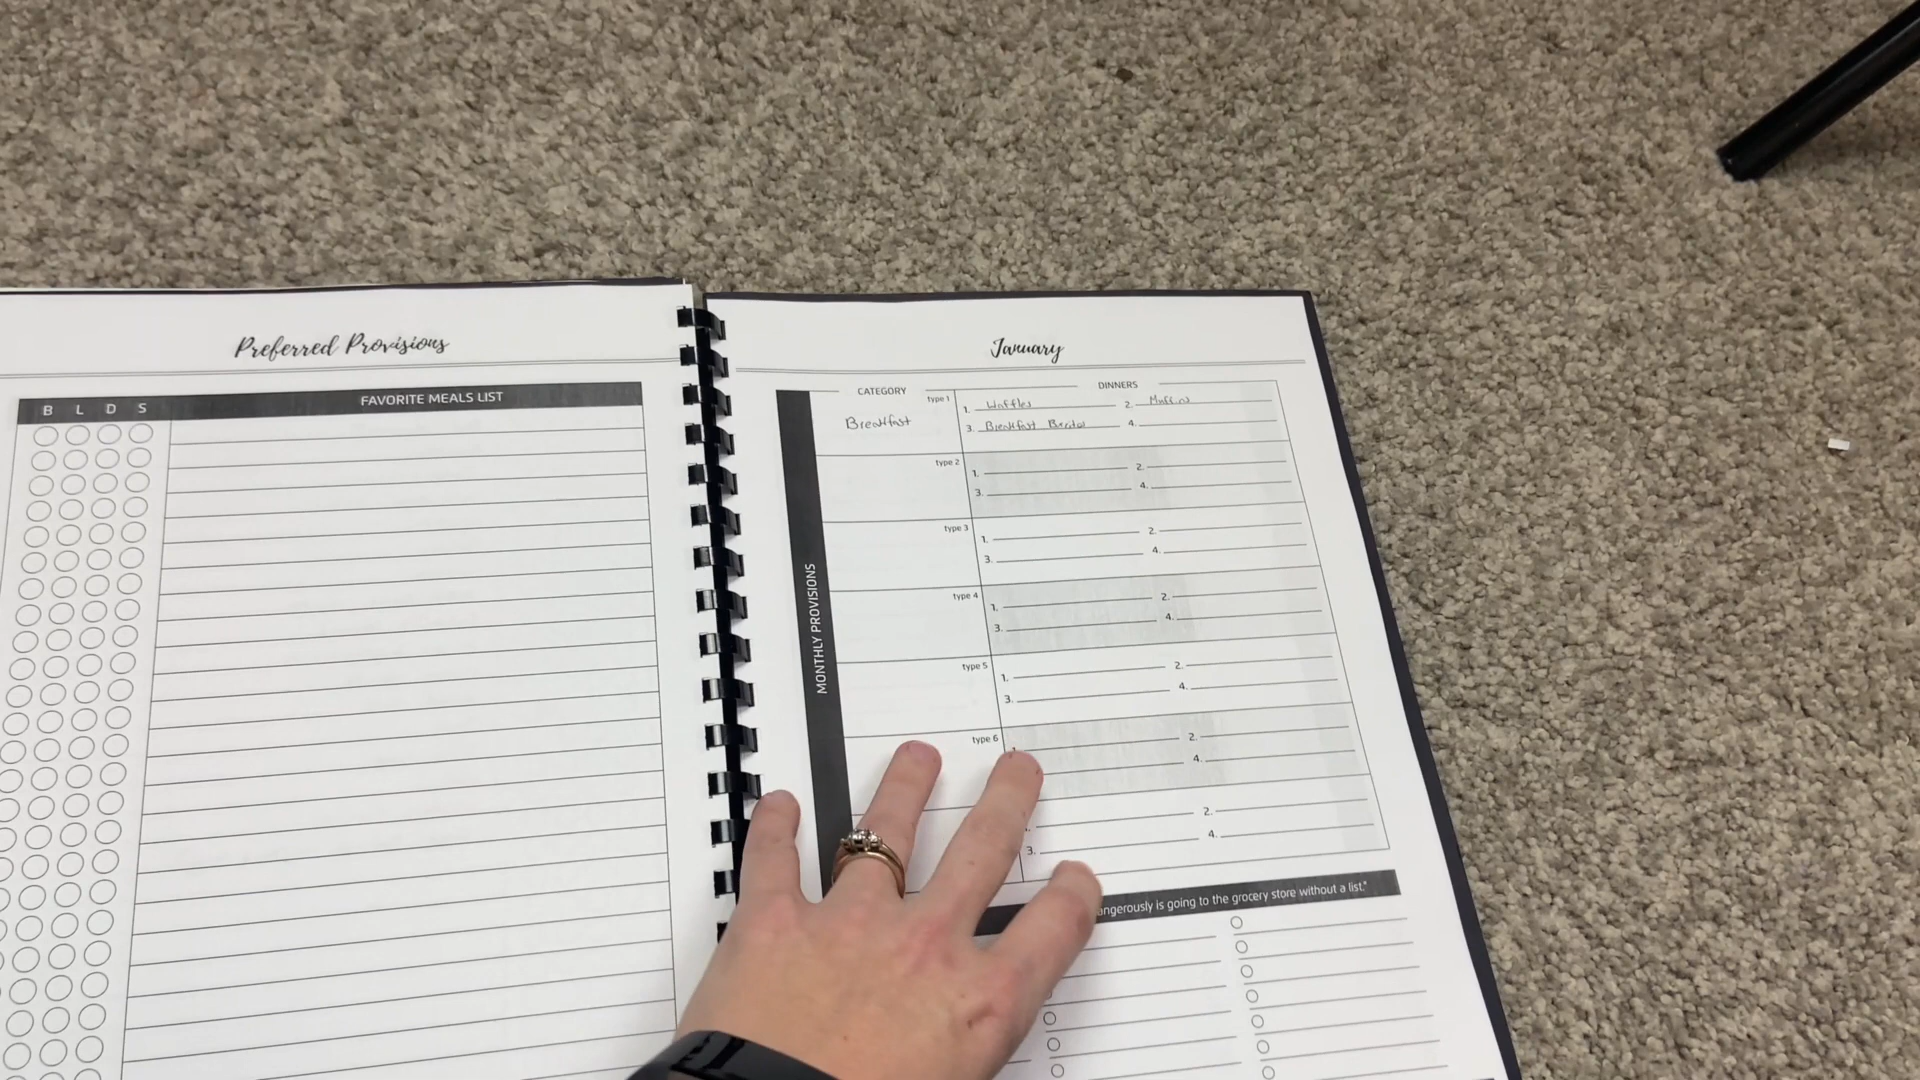 Preferred Provisions
B L D S FAVORITE MEALS LIST
January
CATEGORY DINNERS
MONTHLY PROVISIONS
type 1
Breakfast
1. Waffles 2. Muffins
3. Breakfast Burritos 4.
type 2
1. 2.
3. 4.
type 3
1. 2.
3. 4.
type 4
1. 2.
3. 4.
type 5
1. 2.
3. 4.
type 6
1. 2.
4.
2.
3. 4.
angerously is going to the grocery store without a list."